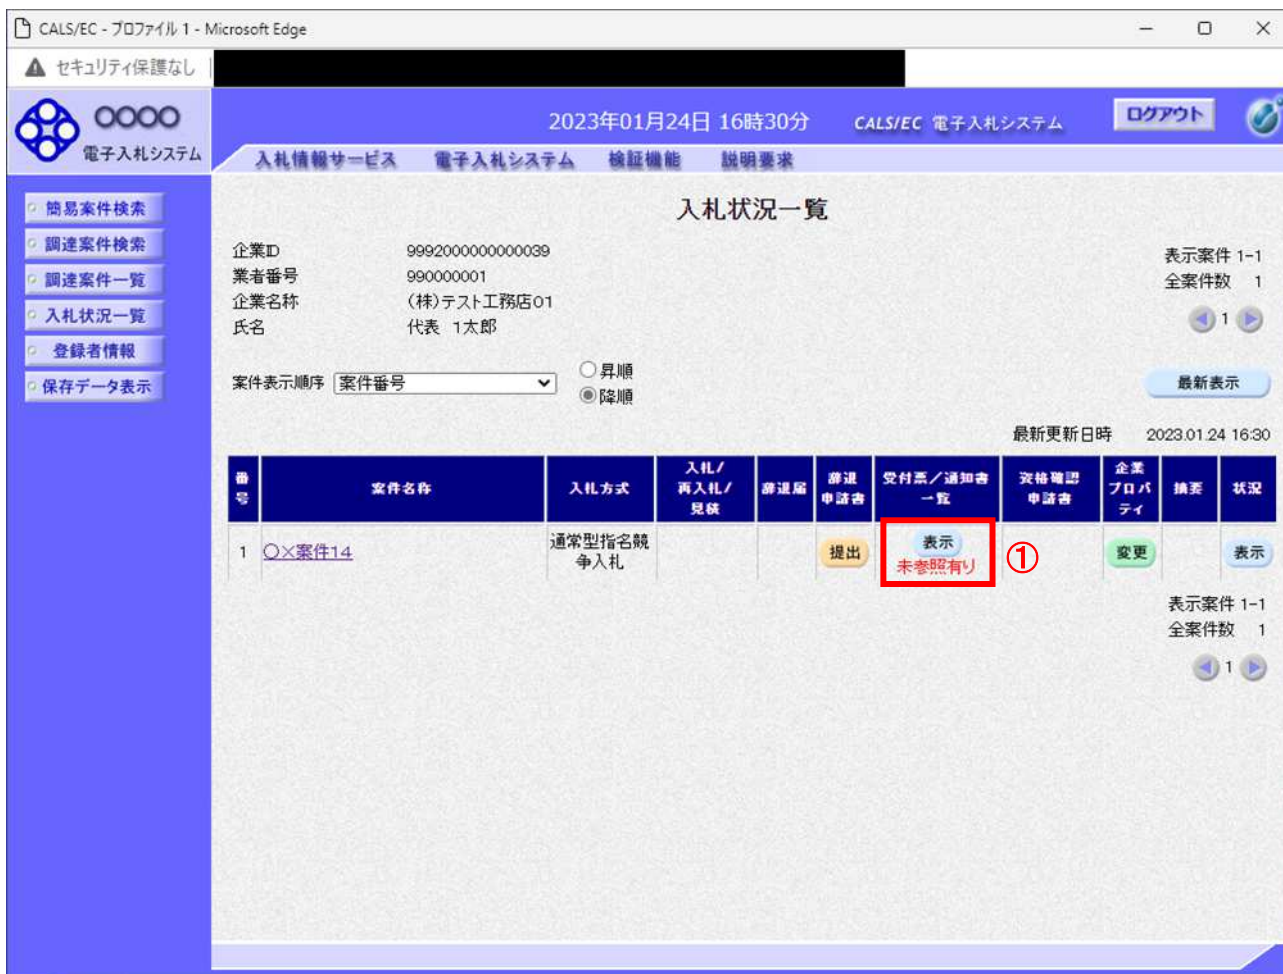 CALS/EC - プロファイル 1 - Microsoft Edge
セキュリティ保護なし
〇〇〇〇
電子入札システム
2023年01月24日 16時30分
CALS/EC 電子入札システム
ログアウト
入札情報サービス 電子入札システム 検証機能 説明要求
簡易案件検索
調達案件検索
調達案件一覧
入札状況一覧
登録者情報
保存データ表示
入札状況一覧
企業ID 9992000000000039
業者番号 990000001
企業名称 (株)テスト工務店01
氏名 代表 1太郎
表示案件 1-1
全案件数 1
1
案件表示順序 案件番号
昇順
降順
最新表示
最新更新日時 2023.01.24 16:30
番号 案件名称 入札方式 入札/再入札/見積 辞退届 辞退申請書 受付票/通知書一覧 資格確認申請書 企業プロパティ 摘要 状況
1 〇×案件14 通常型指名競争入札 提出 表示 未参照有り ① 変更 表示
表示案件 1-1
全案件数 1
1